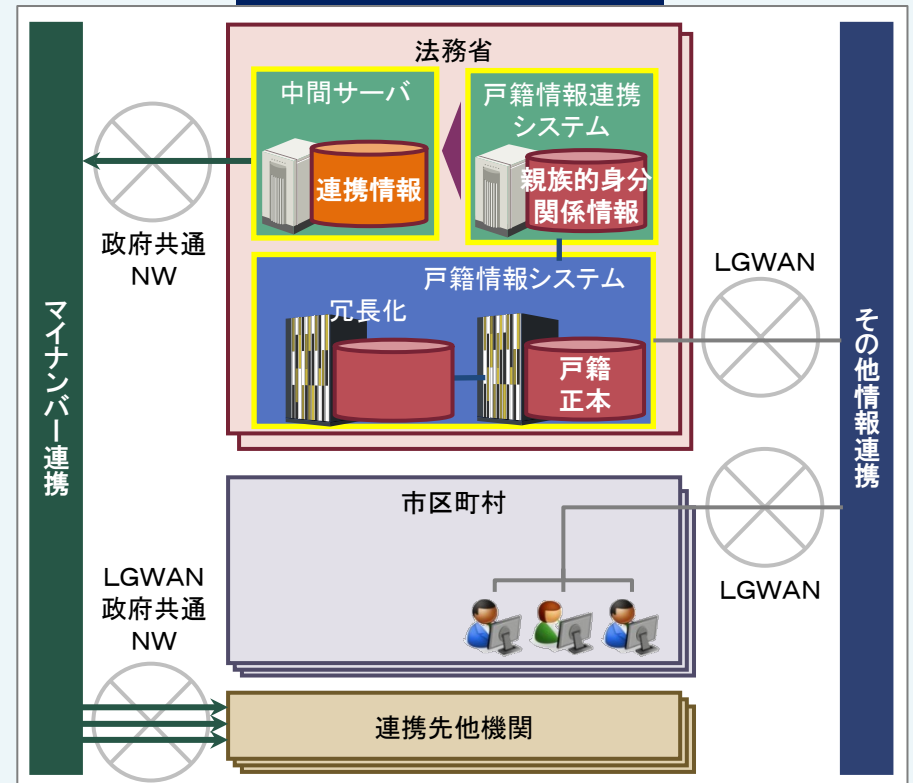 法務省
中間サーバ
連携情報
戸籍情報連携
システム
親族的身分
関係情報
政府共通
NW
戸籍情報システム
冗長化
戸籍
正本
LGWAN
マイナンバー連携
その他情報連携
市区町村
LGWAN
LGWAN
政府共通
NW
連携先他機関